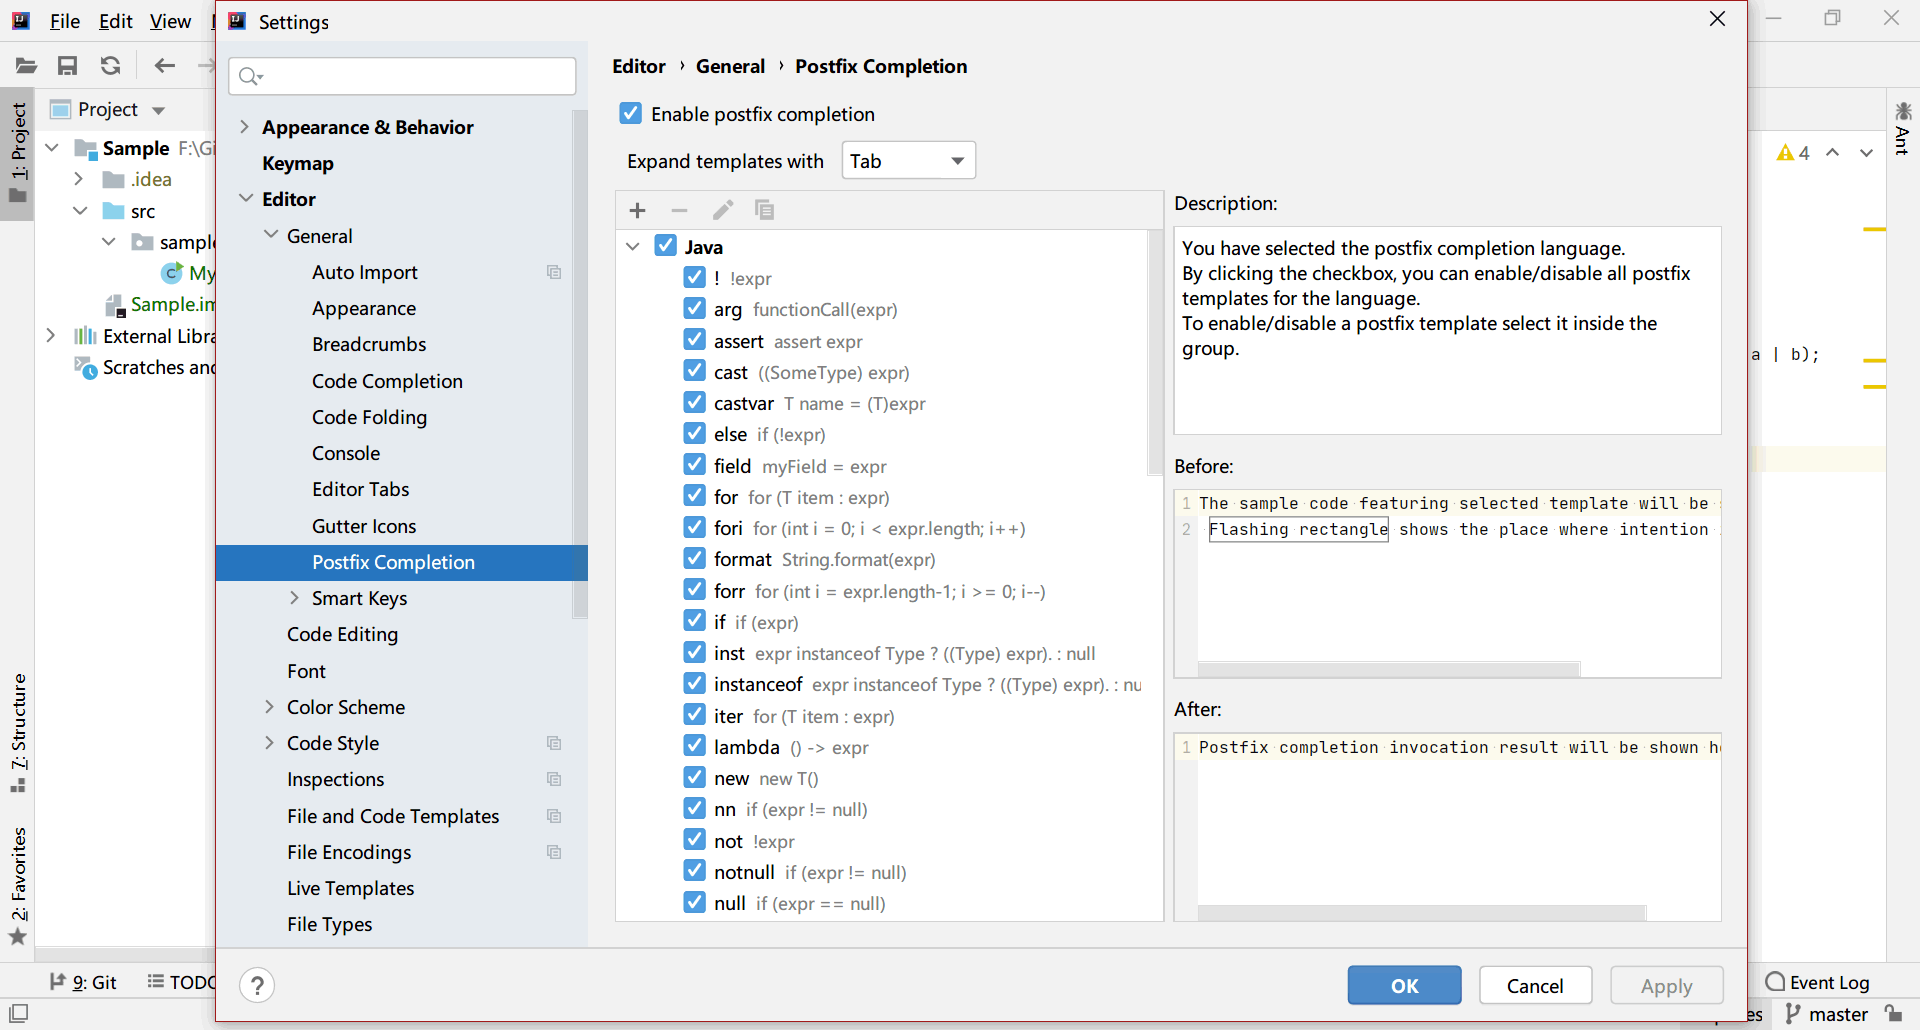 File Edit View
Settings
Project
1: Project
Sample F:\Gi
.idea
src
sample
My
Sample.im
External Libra
Scratches and
7: Structure
2: Favorites
Appearance & Behavior
Keymap
Editor
General
Auto Import
Appearance
Breadcrumbs
Code Completion
Code Folding
Console
Editor Tabs
Gutter Icons
Postfix Completion
Smart Keys
Code Editing
Font
Color Scheme
Code Style
Inspections
File and Code Templates
File Encodings
Live Templates
File Types
Editor › General › Postfix Completion
Enable postfix completion
Expand templates with Tab
Java
! !expr
arg functionCall(expr)
assert assert expr
cast ((SomeType) expr)
castvar T name = (T)expr
else if (!expr)
field myField = expr
for for (T item : expr)
fori for (int i = 0; i < expr.length; i++)
format String.format(expr)
forr for (int i = expr.length-1; i >= 0; i--)
if if (expr)
inst expr instanceof Type ? ((Type) expr). : null
instanceof expr instanceof Type ? ((Type) expr). : nu
iter for (T item : expr)
lambda () -> expr
new new T()
nn if (expr != null)
not !expr
notnull if (expr != null)
null if (expr == null)
Description:
You have selected the postfix completion language.
By clicking the checkbox, you can enable/disable all postfix
templates for the language.
To enable/disable a postfix template select it inside the
group.
Before:
1 The sample code featuring selected template will be
2 Flashing rectangle shows the place where intention
After:
1 Postfix completion invocation result will be shown h
4
Ant
a | b);
? OK Cancel Apply
9: Git TODO
Event Log
es master